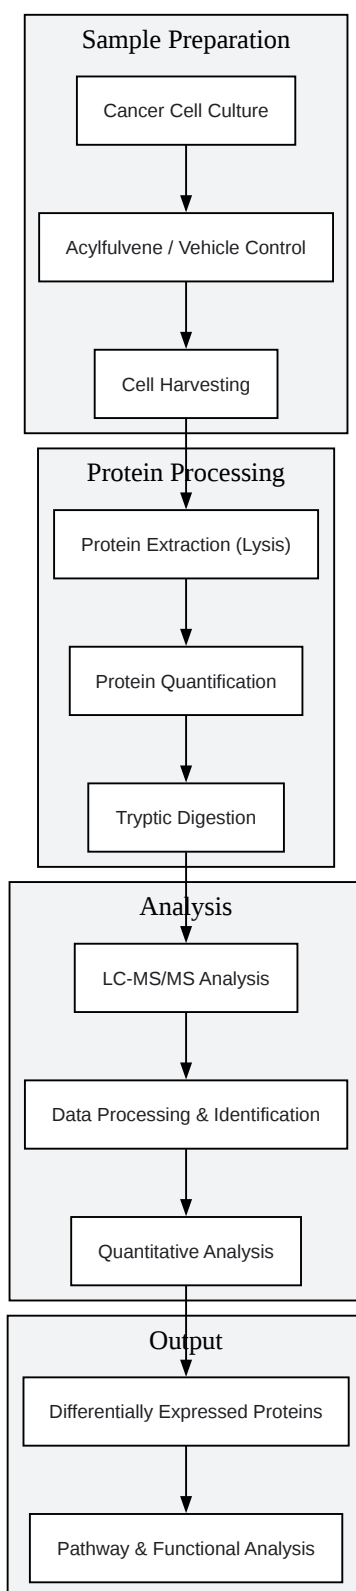 Sample Preparation
Cancer Cell Culture
Acylfulvene / Vehicle Control
Cell Harvesting
Protein Processing
Protein Extraction (Lysis)
Protein Quantification
Tryptic Digestion
Analysis
LC-MS/MS Analysis
Data Processing & Identification
Quantitative Analysis
Output
Differentially Expressed Proteins
Pathway & Functional Analysis